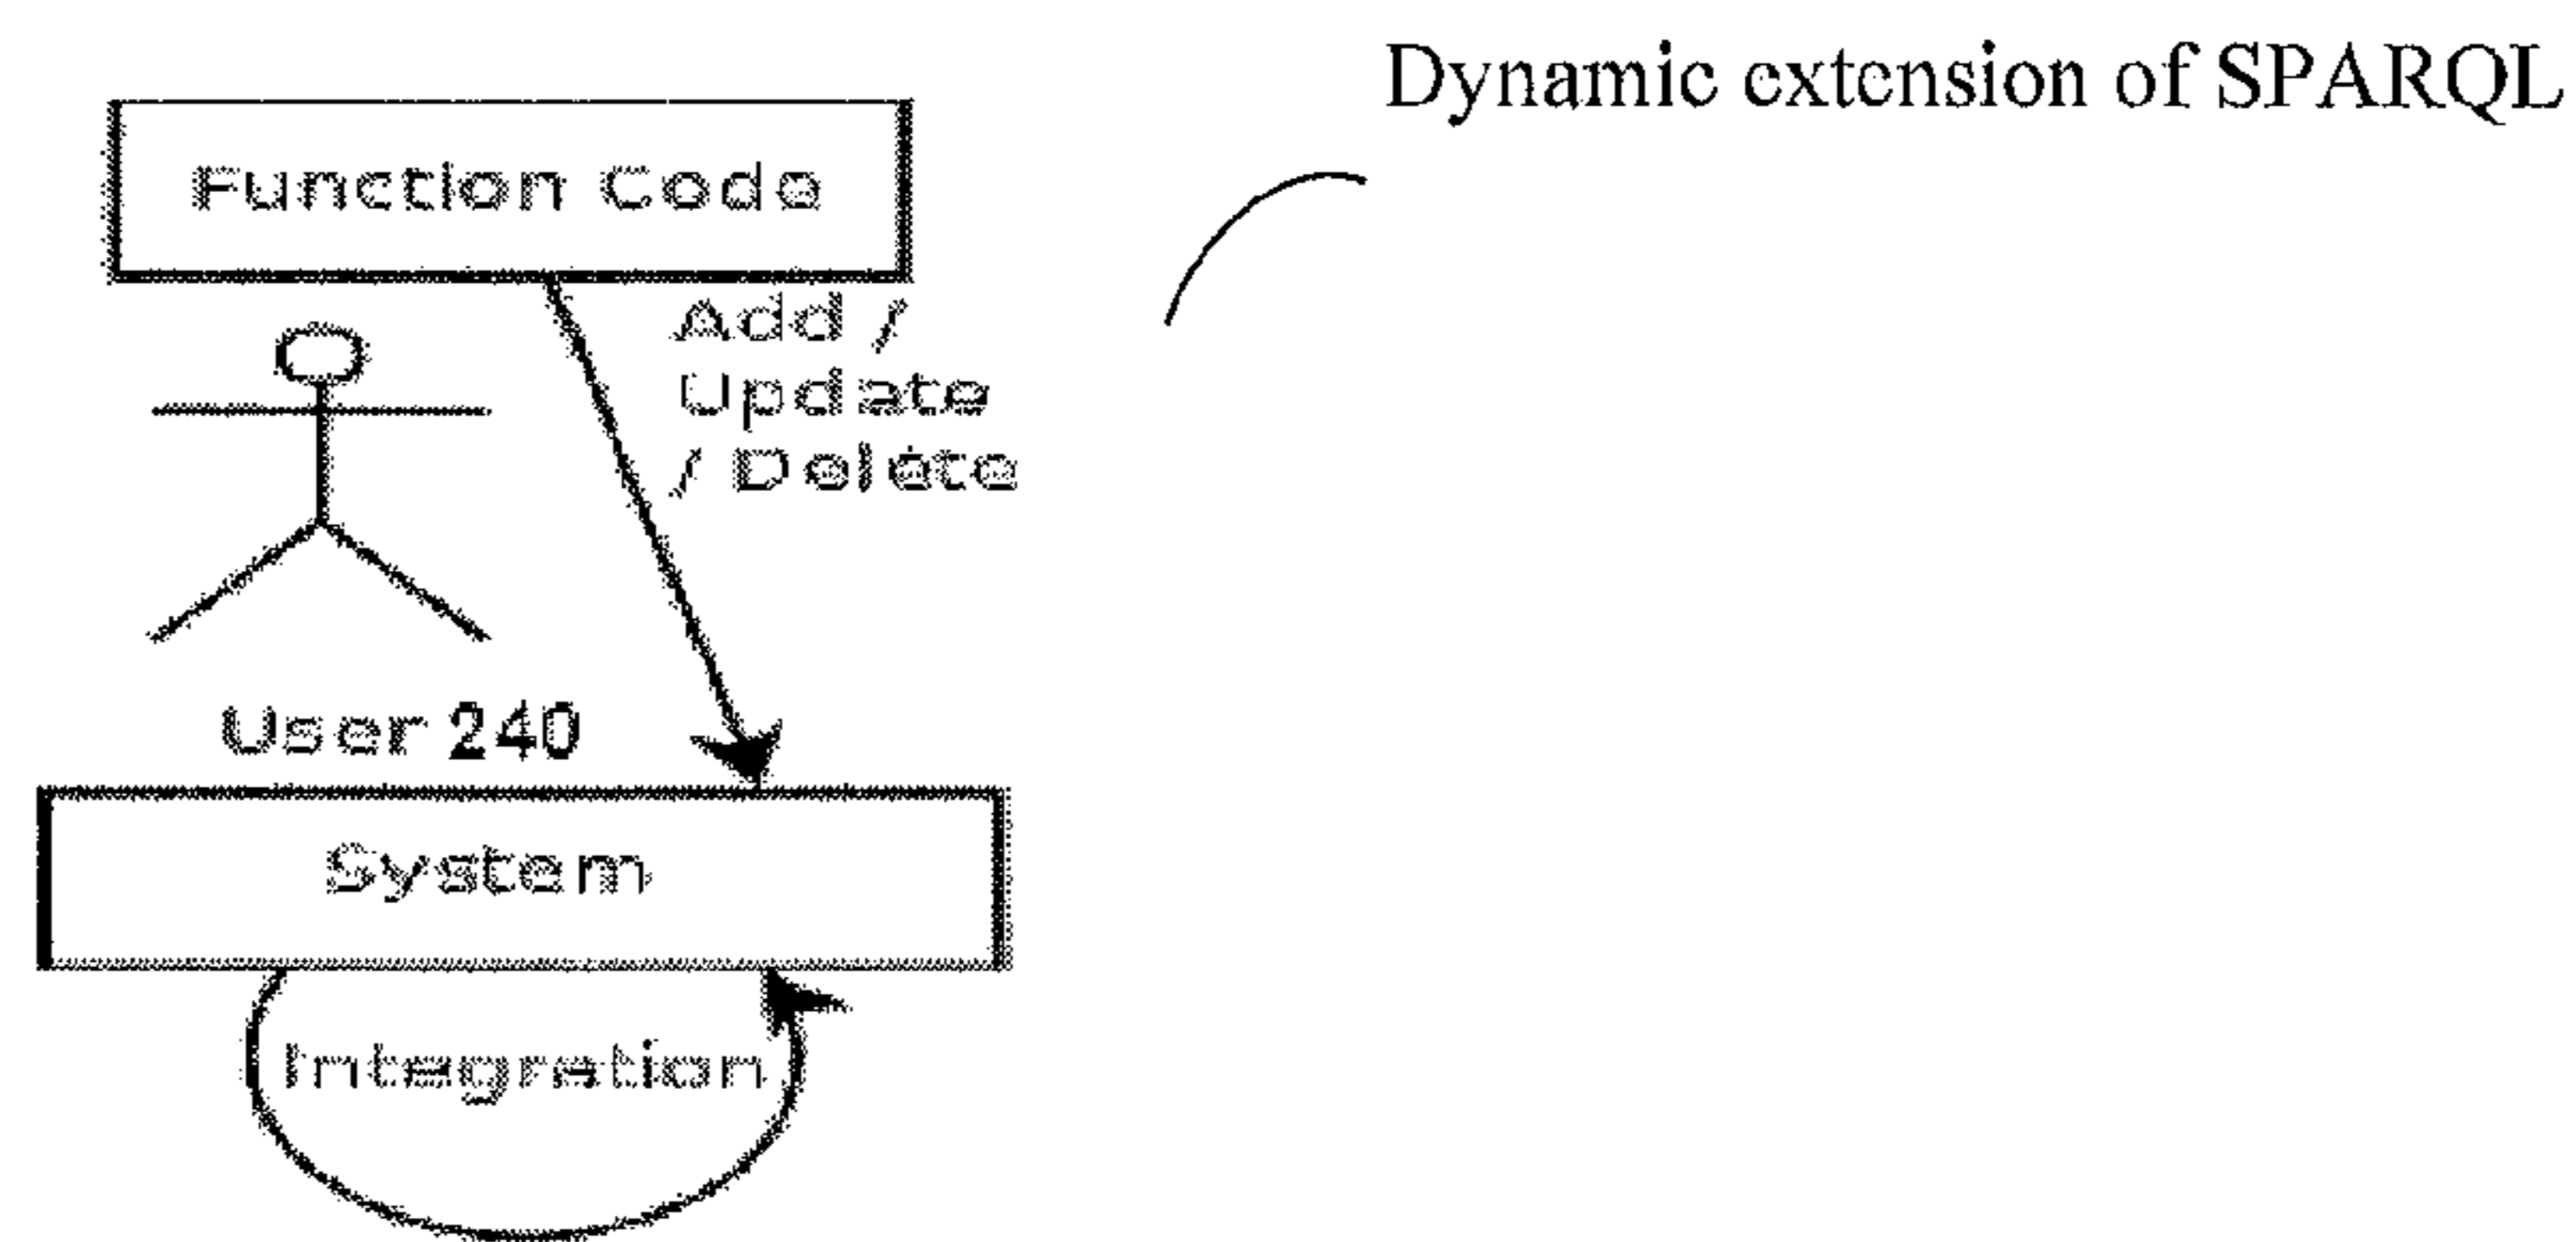 Dynamic extension of SPARQL
Function Code
Add /
Update
/ Delete
User 240
System
Integration